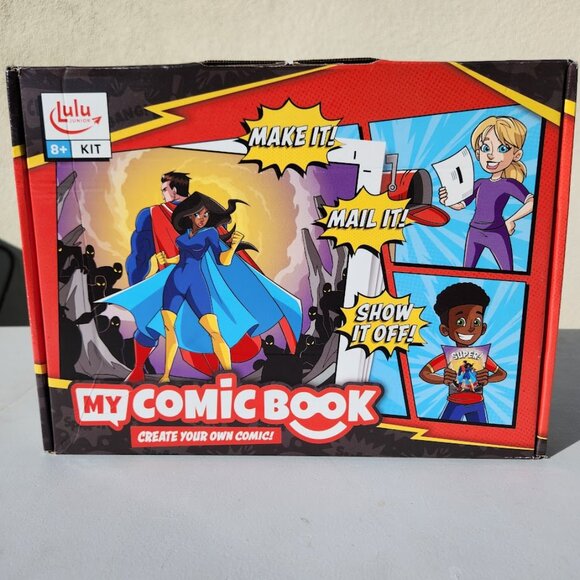 Lulu
JUNIOR
8+ KIT
MAKE IT!
MAIL IT!
SHOW
IT OFF!
SUPER!
MY COMIC BOOK
CREATE YOUR OWN COMIC!